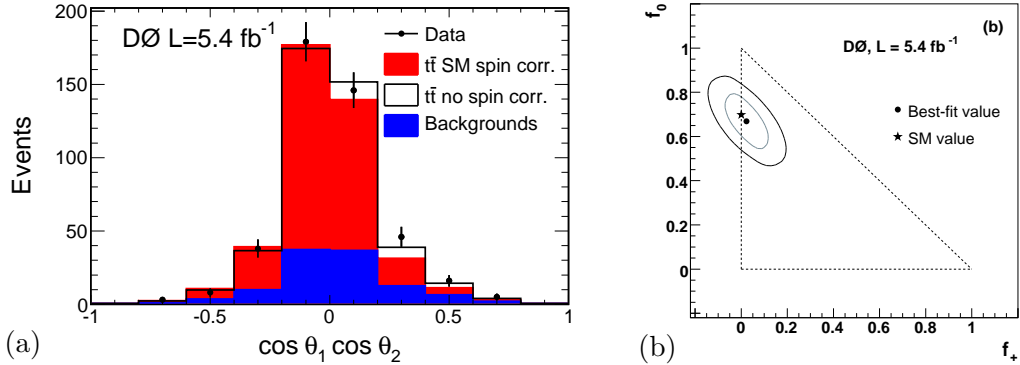 DØ L=5.4 fb⁻¹
Data
tt̄ SM spin corr.
tt̄ no spin corr.
Backgrounds
Events
200
150
100
50
0
-1
-0.5
0
0.5
1
cos θ₁ cos θ₂
(a)
f₀
(b)
DØ, L = 5.4 fb⁻¹
Best-fit value
SM value
1
0.8
0.6
0.4
0.2
0
0
0.2
0.4
0.6
0.8
1
f₊
(b)